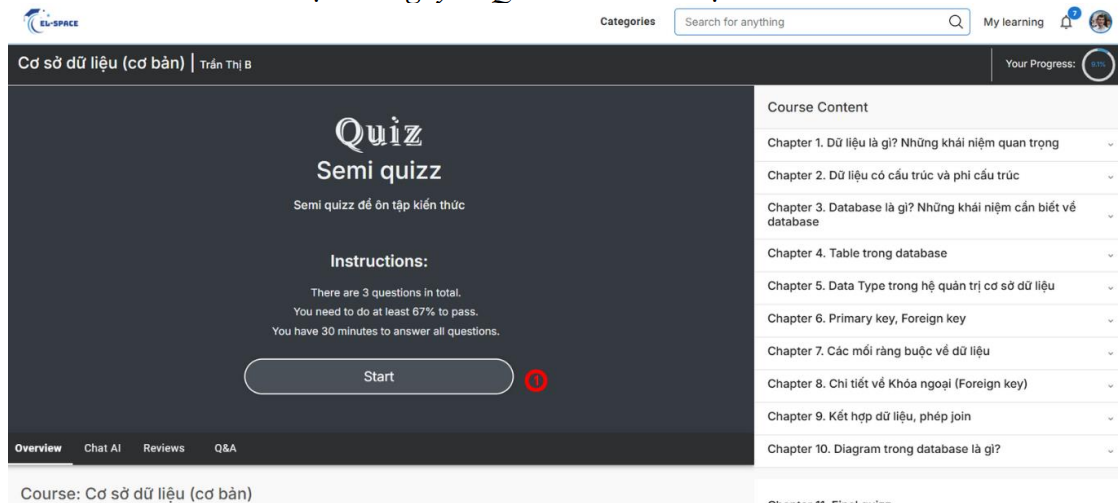 EL-SPACE
Categories
Search for anything
My learning
7
Cơ sở dữ liệu (cơ bản) | Trần Thị B
Your Progress:
9.1%
Quiz
Semi quizz
Semi quizz để ôn tập kiến thức
Instructions:
There are 3 questions in total.
You need to do at least 67% to pass.
You have 30 minutes to answer all questions.
Start
1
Course Content
Chapter 1. Dữ liệu là gì? Những khái niệm quan trọng
Chapter 2. Dữ liệu có cấu trúc và phi cấu trúc
Chapter 3. Database là gì? Những khái niệm cần biết về
database
Chapter 4. Table trong database
Chapter 5. Data Type trong hệ quản trị cơ sở dữ liệu
Chapter 6. Primary key, Foreign key
Chapter 7. Các mối ràng buộc về dữ liệu
Chapter 8. Chi tiết về Khóa ngoại (Foreign key)
Chapter 9. Kết hợp dữ liệu, phép join
Chapter 10. Diagram trong database là gì?
Overview Chat AI Reviews Q&A
Course: Cơ sở dữ liệu (cơ bản)
Chapter 11. Final quizz